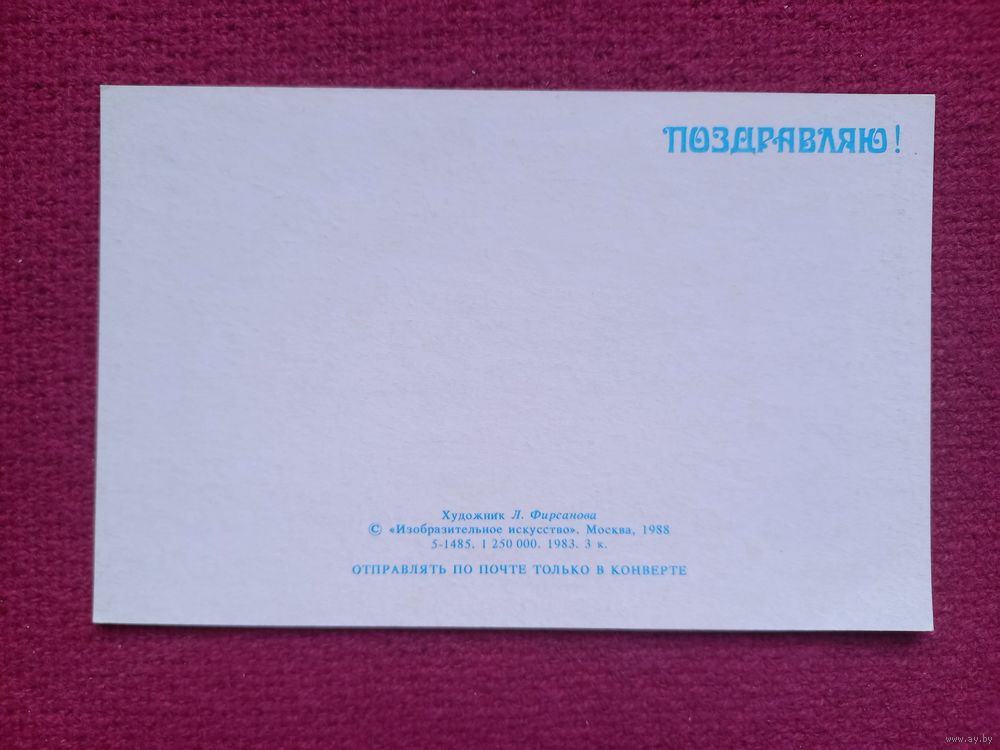 ПОЗДРАВЛЯЮ!
Художник Л. Фирсанова
© «Изобразительное искусство». Москва, 1988
5-1485. 1 250 000. 1983. 3 к.
ОТПРАВЛЯТЬ ПО ПОЧТЕ ТОЛЬКО В КОНВЕРТЕ
www.ay.by